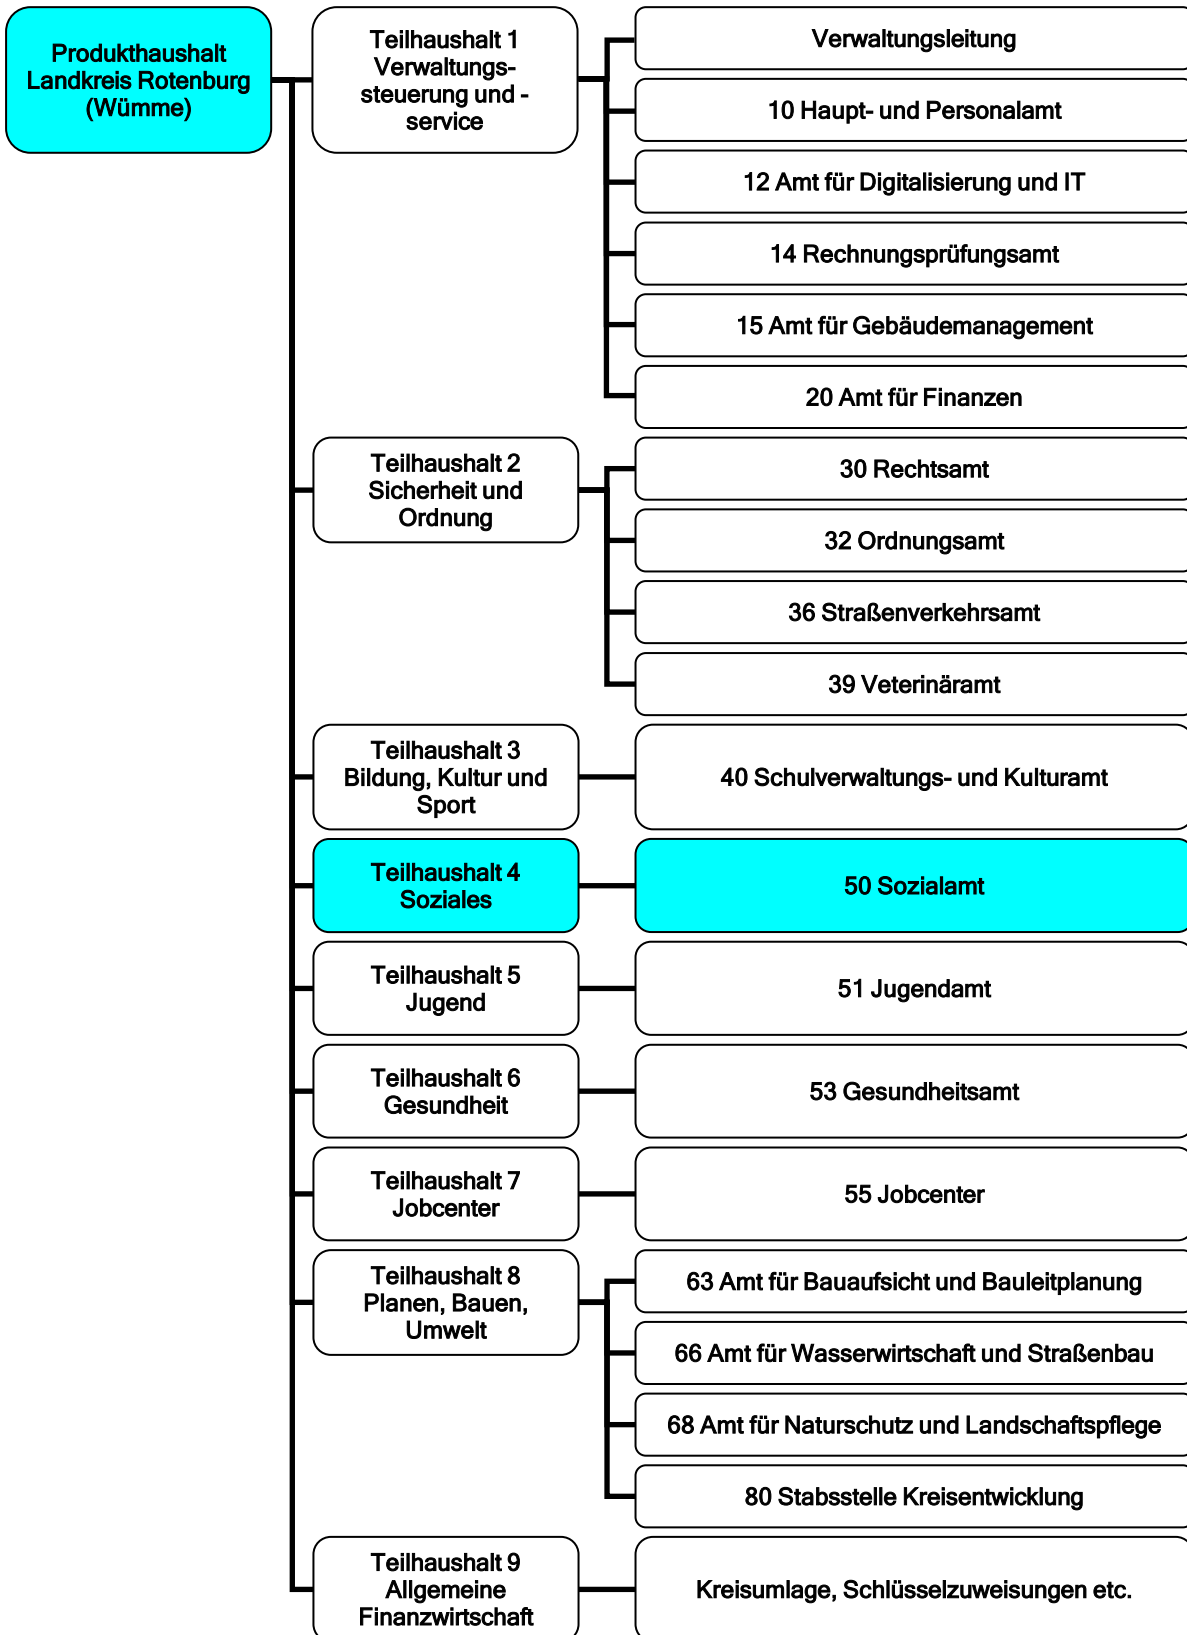 Produkthaushalt
Landkreis Rotenburg
(Wümme)
Teilhaushalt 1
Verwaltungs-
steuerung und -
service
Verwaltungsleitung
10 Haupt- und Personalamt
12 Amt für Digitalisierung und IT
14 Rechnungsprüfungsamt
15 Amt für Gebäudemanagement
20 Amt für Finanzen
Teilhaushalt 2
Sicherheit und
Ordnung
30 Rechtsamt
32 Ordnungsamt
36 Straßenverkehrsamt
39 Veterinäramt
Teilhaushalt 3
Bildung, Kultur und
Sport
40 Schulverwaltungs- und Kulturamt
Teilhaushalt 4
Soziales
50 Sozialamt
Teilhaushalt 5
Jugend
51 Jugendamt
Teilhaushalt 6
Gesundheit
53 Gesundheitsamt
Teilhaushalt 7
Jobcenter
55 Jobcenter
Teilhaushalt 8
Planen, Bauen,
Umwelt
63 Amt für Bauaufsicht und Bauleitplanung
66 Amt für Wasserwirtschaft und Straßenbau
68 Amt für Naturschutz und Landschaftspflege
80 Stabsstelle Kreisentwicklung
Teilhaushalt 9
Allgemeine
Finanzwirtschaft
Kreisumlage, Schlüsselzuweisungen etc.